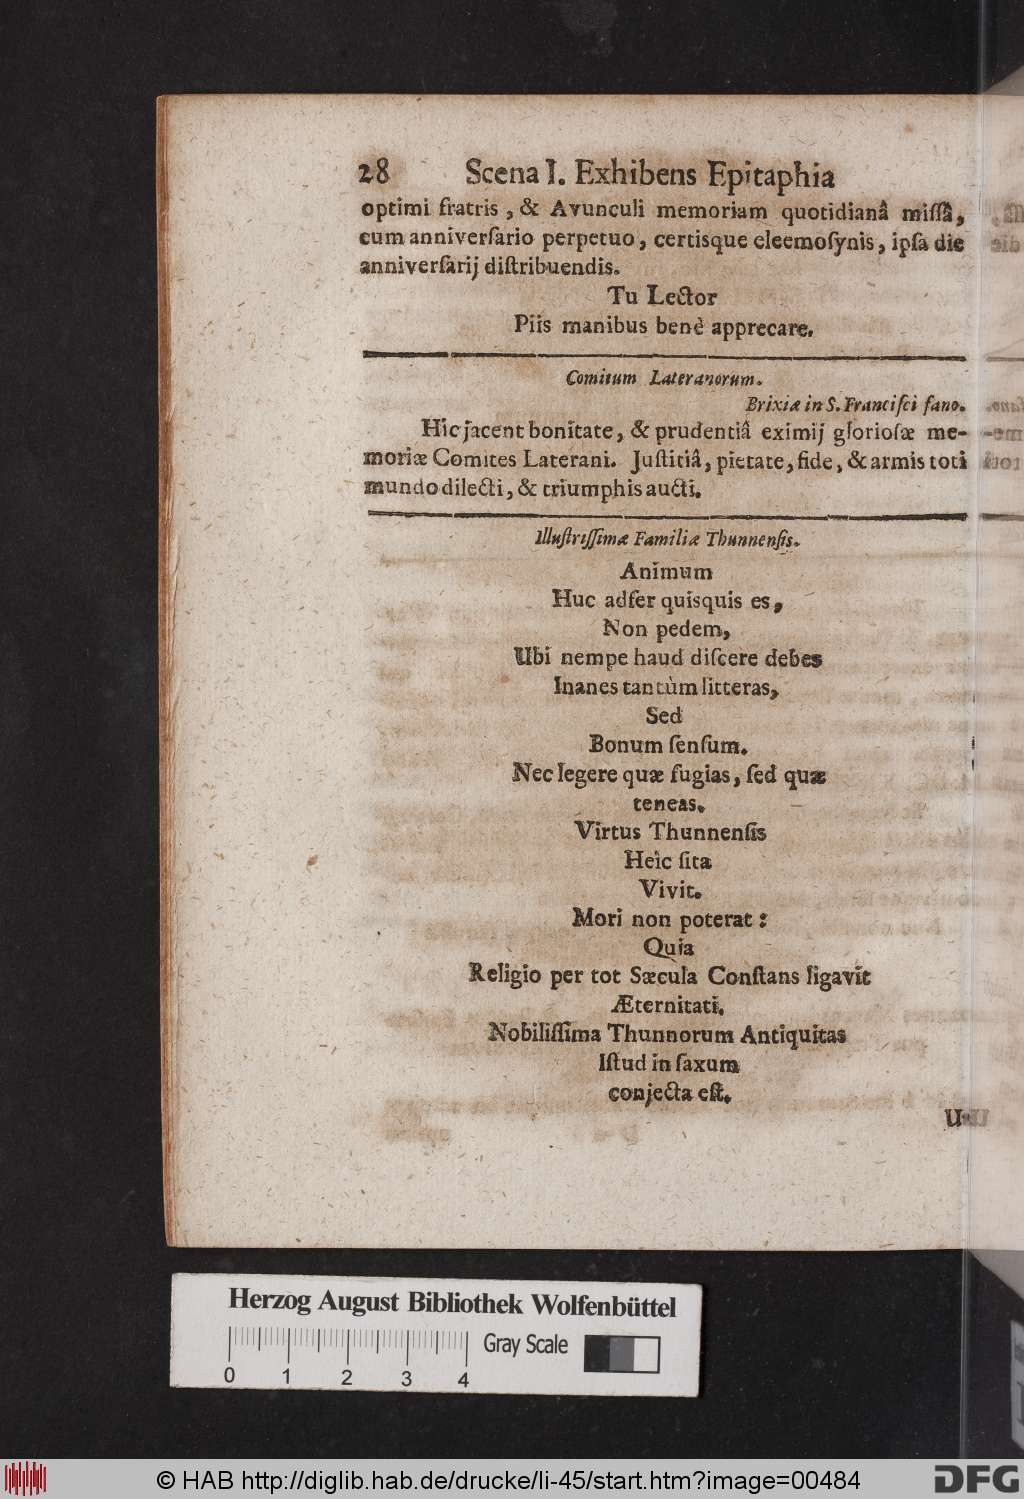 28 Scena I. Exhibens Epitaphia
optimi fratris, & Avunculi memoriam quotidianâ missâ,
cum anniversario perpetuo, certisque eleemosynis, ipsâ die
anniversarij distribuendis.
Tu Lector
Piis manibus benè apprecare.
Comitum Lateranorum.
Brixiæ in S. Francisci fano.
Hic jacent bonitate, & prudentiâ eximij gloriosæ me-
moriæ Comites Laterani. Justitiâ, pietate, fide, & armis toti
mundo dilecti, & triumphis aucti.
Illustrissimæ Familiæ Thunnensis.
Animum
Huc adfer quisquis es,
Non pedem,
Ubi nempe haud discere debes
Inanes tantùm litteras,
Sed
Bonum sensum.
Nec legere quæ fugias, sed quæ
teneas.
Virtus Thunnensis
Heîc sita
Vivit.
Mori non poterat:
Quia
Religio per tot Sæcula Constans ligavit
Æternitati.
Nobilissima Thunnorum Antiquitas
Istud in saxum
conjecta est.
Herzog August Bibliothek Wolfenbüttel
Gray Scale
0 1 2 3 4
© HAB http://diglib.hab.de/drucke/li-45/start.htm?image=00484
DFG